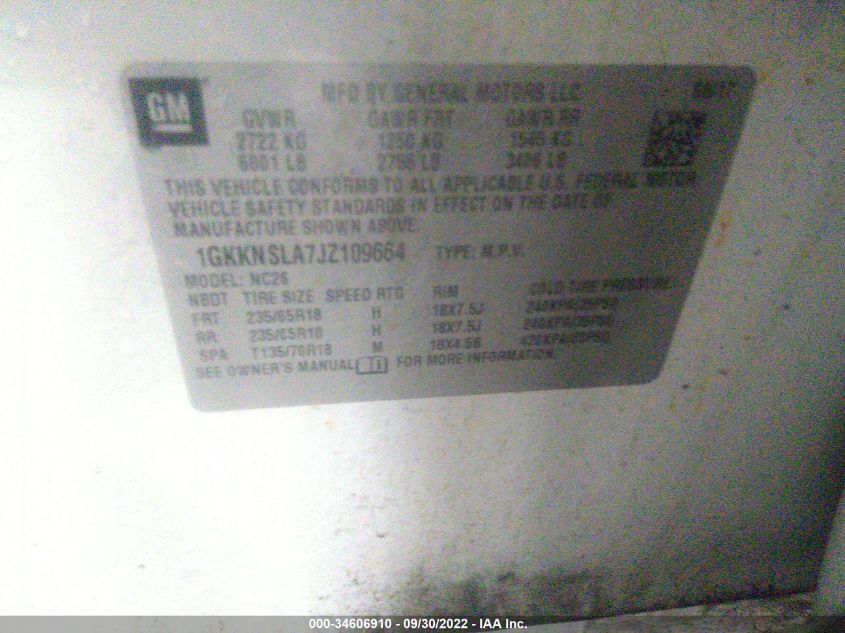 GM
MFD BY GENERAL MOTORS LLC
GVWR GAWR FRT GAWR RR
2722 KG 1250 KG 1545 KG
6001 LB LB LB
THIS VEHICLE CONFORMS TO ALL APPLICABLE U.S. FEDERAL MOTOR
VEHICLE SAFETY STANDARDS IN EFFECT ON THE DATE OF
MANUFACTURE SHOWN ABOVE.
1GKKNSLA7JZ109664 TYPE: M.P.V.
MODEL: NC26
NBDT TIRE SIZE SPEED RTG RIM COLD TIRE PRESSURE
FRT 235/65R18 H 18X7.5J
RR 235/65R18 H 18X7.5J
SPA T135/70R18 M
SEE OWNER'S MANUAL FOR MORE INFORMATION.
000-34606910 - 09/30/2022 - IAA Inc.